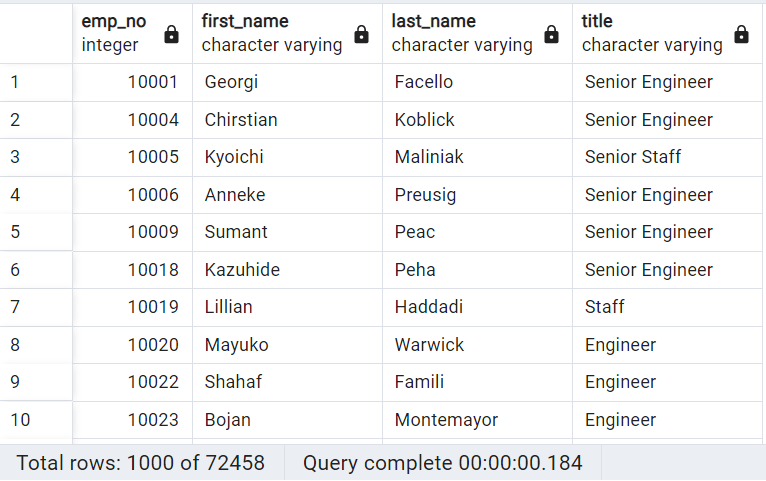 emp_no first_name last_name title
integer character varying character varying character varying
1 10001 Georgi Facello Senior Engineer
2 10004 Chirstian Koblick Senior Engineer
3 10005 Kyoichi Maliniak Senior Staff
4 10006 Anneke Preusig Senior Engineer
5 10009 Sumant Peac Senior Engineer
6 10018 Kazuhide Peha Senior Engineer
7 10019 Lillian Haddadi Staff
8 10020 Mayuko Warwick Engineer
9 10022 Shahaf Famili Engineer
10 10023 Bojan Montemayor Engineer
Total rows: 1000 of 72458 Query complete 00:00:00.184